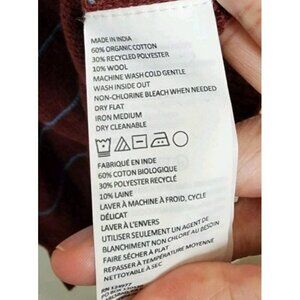 MADE IN INDIA
60% ORGANIC COTTON
30% RECYCLED POLYESTER
10% WOOL
MACHINE WASH COLD GENTLE
WASH INSIDE OUT
NON-CHLORINE BLEACH WHEN NEEDED
DRY FLAT
IRON MEDIUM
DRY CLEANABLE
FABRIQUÉ EN INDE
60% COTON BIOLOGIQUE
30% POLYESTER RECYCLÉ
10% LAINE
LAVER À MACHINE À FROID, CYCLE
DÉLICAT
LAVER À L'ENVERS
UTILISER SEULEMENT UN AGENT DE
BLANCHIMENT NON CHLORÉ AU BESOIN
FAIRE SÉCHER À PLAT
REPASSER À TEMPÉRATURE MOYENNE
NETTOYABLE À SEC
RN
PO BOX